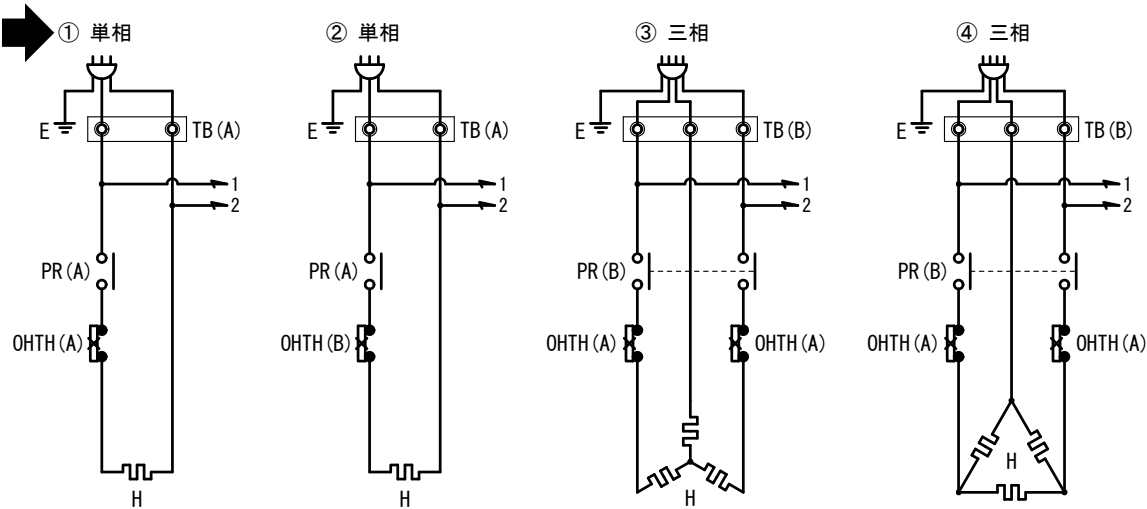 ① 単相
E
TB(A)
1
2
PR(A)
OHTH(A)
H
② 単相
E
TB(A)
1
2
PR(A)
OHTH(B)
H
③ 三相
E
TB(B)
1
2
PR(B)
OHTH(A)
OHTH(A)
H
④ 三相
E
TB(B)
1
2
PR(B)
OHTH(A)
OHTH(A)
H